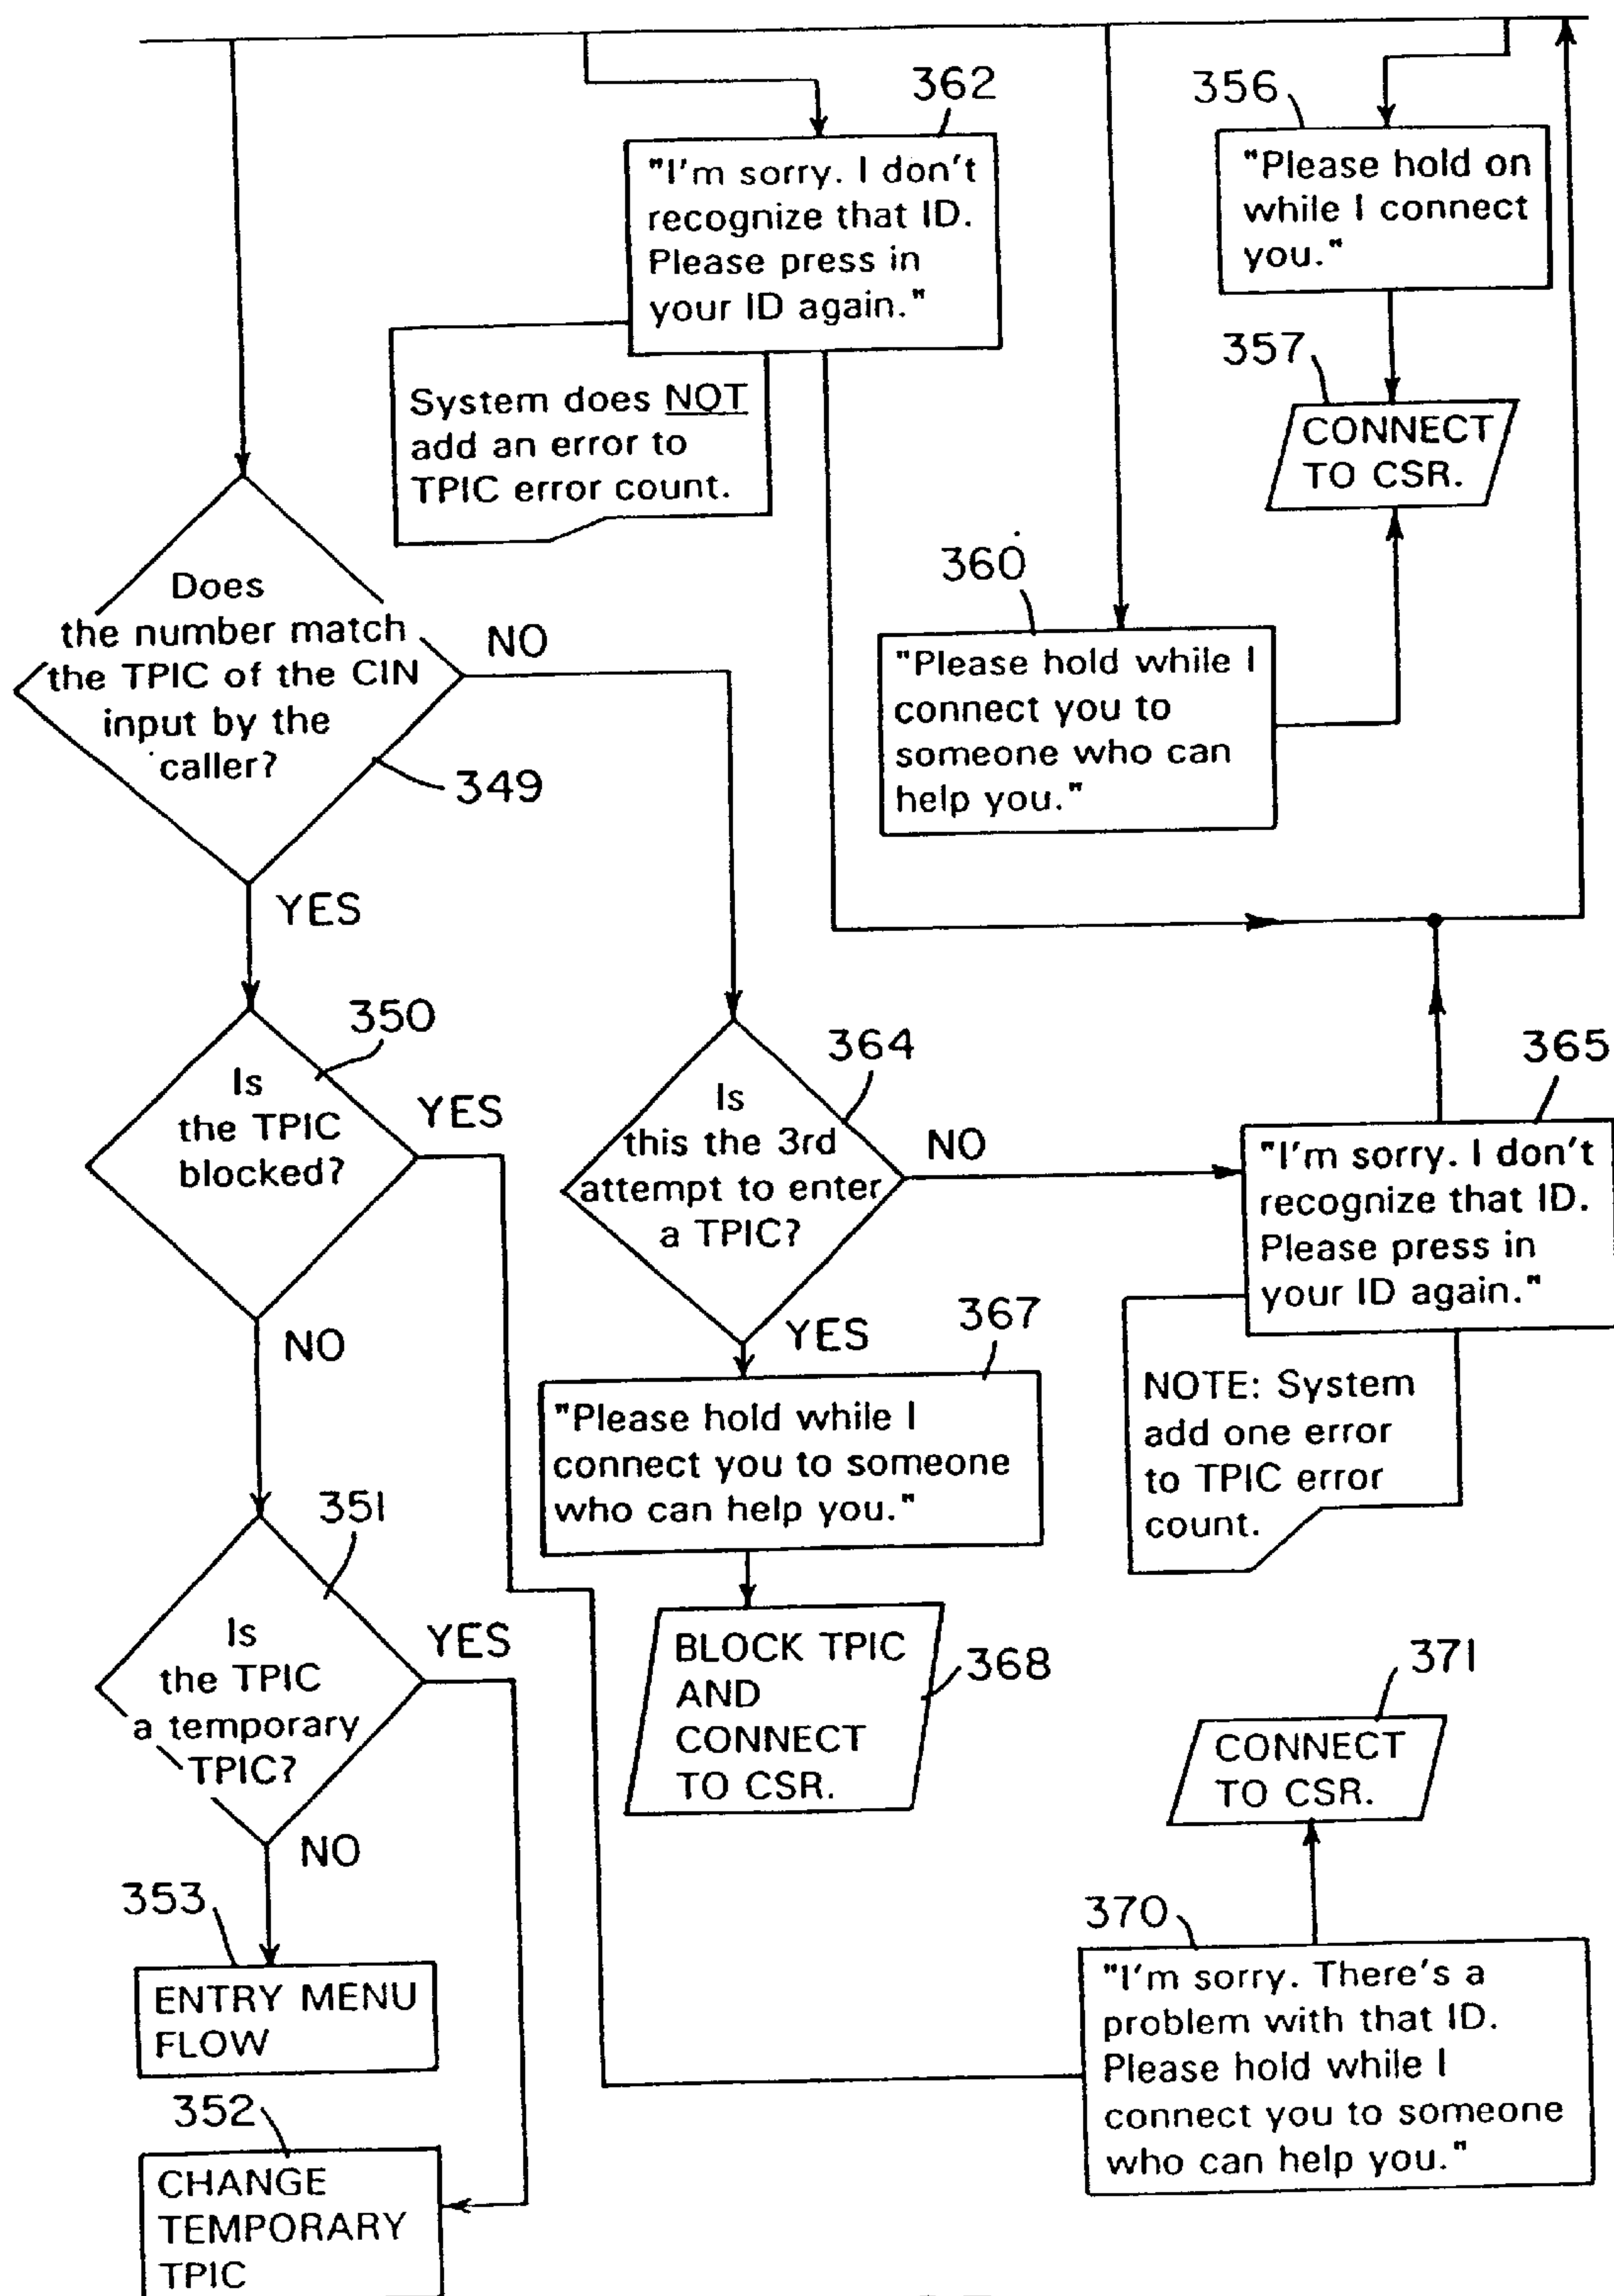 362
"I'm sorry. I don't
recognize that ID.
Please press in
your ID again."
System does NOT
add an error to
TPIC error count.
356
"Please hold on
while I connect
you."
357
CONNECT
TO CSR.
360
"Please hold while I
connect you to
someone who can
help you."
Does
the number match
the TPIC of the CIN
input by the
caller?
NO
349
YES
350
Is
the TPIC
blocked?
YES
NO
364
Is
this the 3rd
attempt to enter
a TPIC?
NO
YES
365
"I'm sorry. I don't
recognize that ID.
Please press in
your ID again."
NOTE: System
add one error
to TPIC error
count.
367
"Please hold while I
connect you to someone
who can help you."
BLOCK TPIC
AND
CONNECT
TO CSR.
368
351
Is
the TPIC
a temporary
TPIC?
YES
NO
353
ENTRY MENU
FLOW
352
CHANGE
TEMPORARY
TPIC
371
CONNECT
TO CSR.
370
"I'm sorry. There's a
problem with that ID.
Please hold while I
connect you to someone
who can help you."